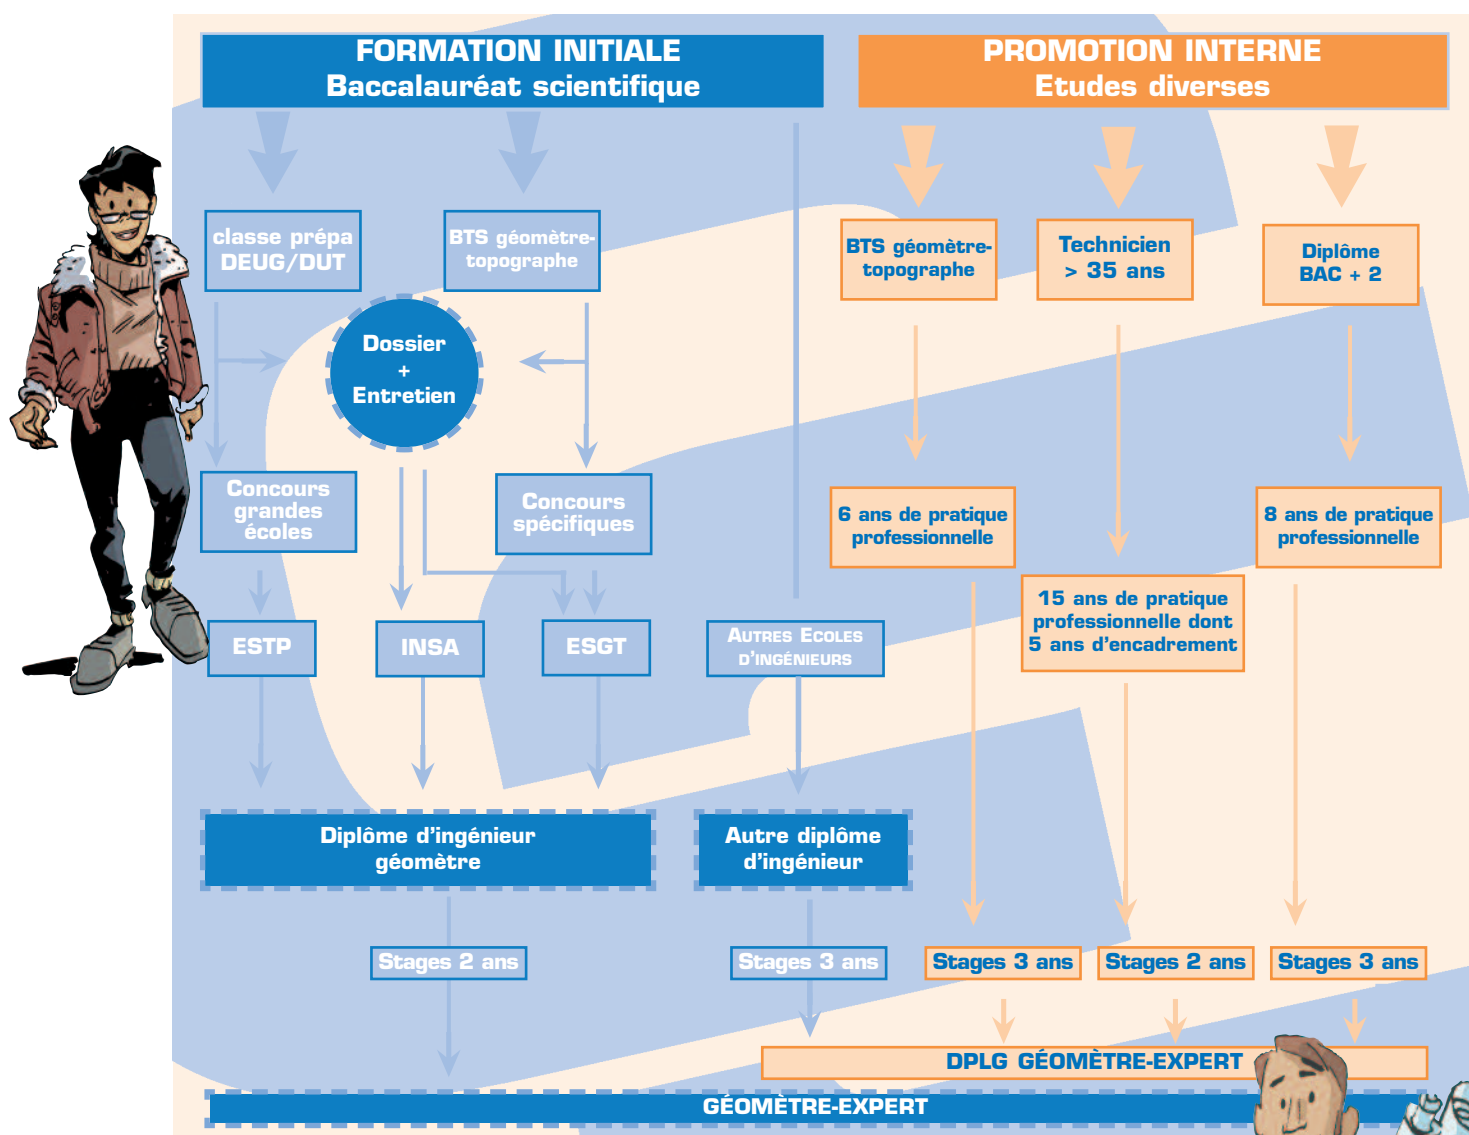 FORMATION INITIALE
Baccalauréat scientifique
PROMOTION INTERNE
Etudes diverses
classe prépa
DEUG/DUT
BTS géomètre-
topographe
BTS géomètre-
topographe
Technicien
> 35 ans
Diplôme
BAC + 2
Dossier
+
Entretien
Concours
grandes
écoles
Concours
spécifiques
6 ans de pratique
professionnelle
8 ans de pratique
professionnelle
15 ans de pratique
professionnelle dont
5 ans d'encadrement
ESTP
INSA
ESGT
AUTRES ECOLES
D'INGÉNIEURS
Diplôme d'ingénieur
géomètre
Autre diplôme
d'ingénieur
Stages 2 ans
Stages 3 ans
Stages 3 ans
Stages 2 ans
Stages 3 ans
DPLG GÉOMÈTRE-EXPERT
GÉOMÈTRE-EXPERT